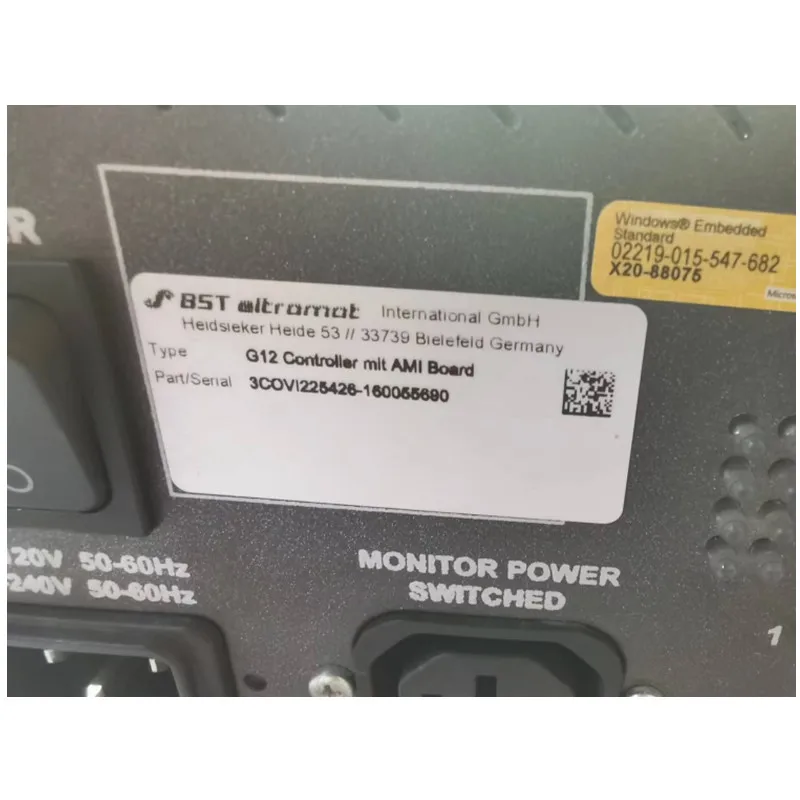 Windows® Embedded
Standard
02219-015-547-682
X20-88075
BST eltromat International GmbH
Heidsieker Heide 53 // 33739 Bielefeld Germany
Type G12 Controller mit AMI Board
Part/Serial 3COVI225426-160055690
120V 50-60Hz
240V 50-60Hz
MONITOR POWER
SWITCHED
1